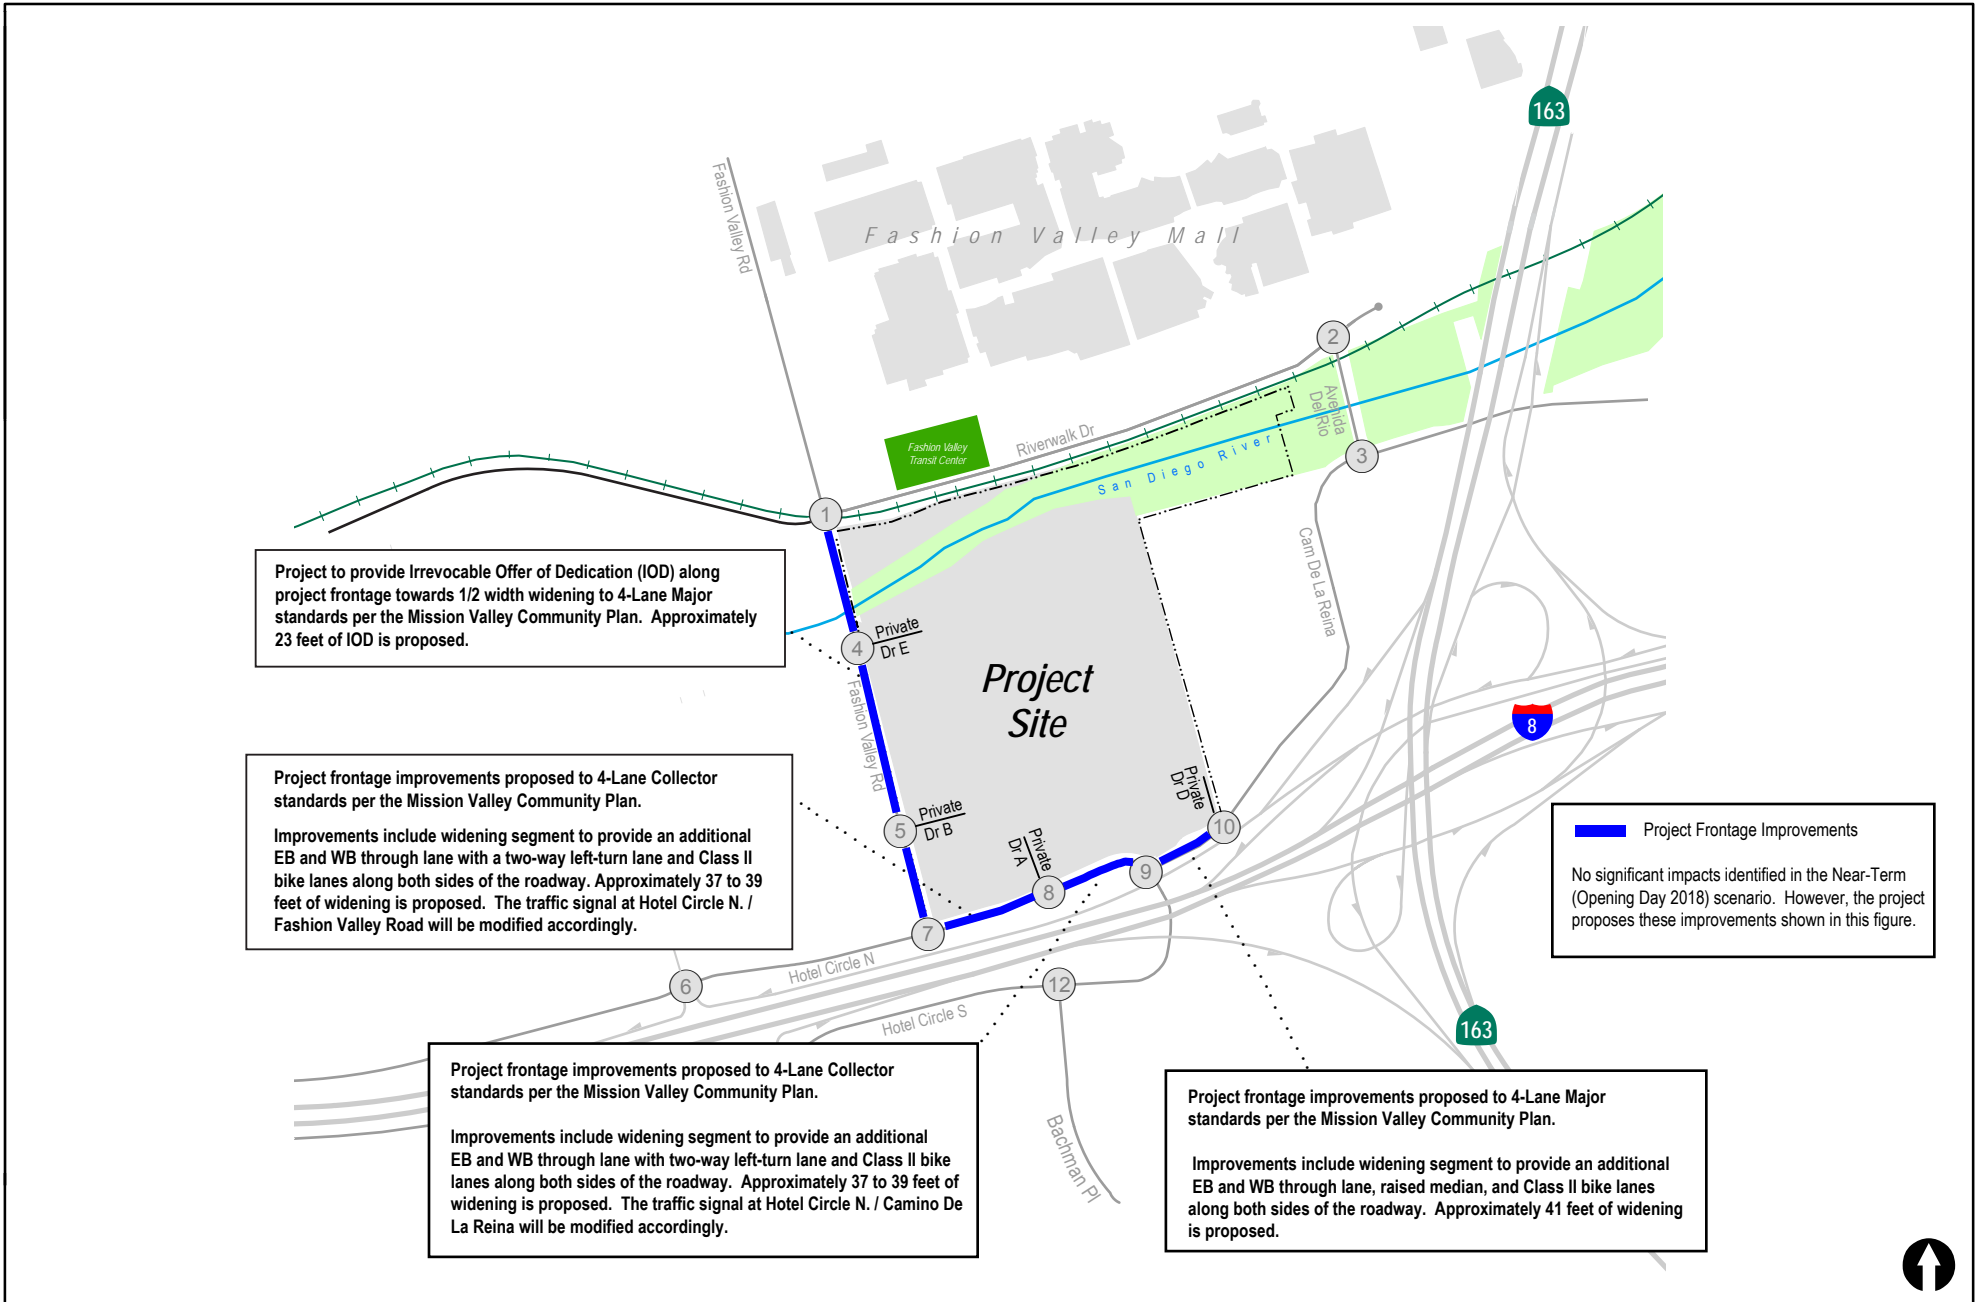 163
Fashion Valley Rd
Fashion Valley Mall
2
Avenida
Del Rio
Fashion Valley
Transit Center
Riverwalk Dr
San Diego River
3
1
Cam De La Reina
Project to provide Irrevocable Offer of Dedication (IOD) along
project frontage towards 1/2 width widening to 4-Lane Major
standards per the Mission Valley Community Plan. Approximately
23 feet of IOD is proposed.
Private
Dr E
4
Project
Site
Fashion Valley Rd
8
Project frontage improvements proposed to 4-Lane Collector
standards per the Mission Valley Community Plan.
Improvements include widening segment to provide an additional
EB and WB through lane with a two-way left-turn lane and Class II
bike lanes along both sides of the roadway. Approximately 37 to 39
feet of widening is proposed. The traffic signal at Hotel Circle N. /
Fashion Valley Road will be modified accordingly.
Private
Dr B
5
Private
Dr A
Private
Dr D
10
9
8
7
Project Frontage Improvements
No significant impacts identified in the Near-Term
(Opening Day 2018) scenario. However, the project
proposes these improvements shown in this figure.
Hotel Circle N
6
12
Hotel Circle S
163
Project frontage improvements proposed to 4-Lane Collector
standards per the Mission Valley Community Plan.
Improvements include widening segment to provide an additional
EB and WB through lane with two-way left-turn lane and Class II bike
lanes along both sides of the roadway. Approximately 37 to 39 feet of
widening is proposed. The traffic signal at Hotel Circle N. / Camino De
La Reina will be modified accordingly.
Bachman Pl
Project frontage improvements proposed to 4-Lane Major
standards per the Mission Valley Community Plan.
Improvements include widening segment to provide an additional
EB and WB through lane, raised median, and Class II bike lanes
along both sides of the roadway. Approximately 41 feet of widening
is proposed.